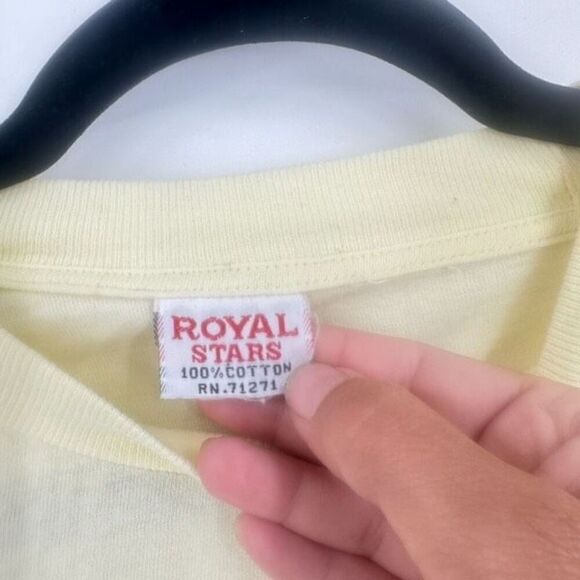 ROYAL
STARS
100% COTTON
RN.71271